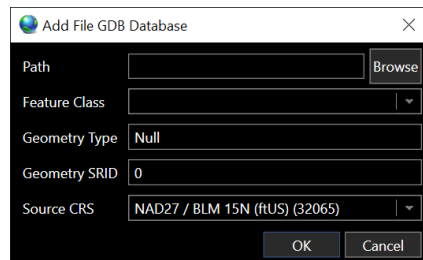 Add File GDB Database
Path Browse
Feature Class
Geometry Type Null
Geometry SRID 0
Source CRS NAD27 / BLM 15N (ftUS) (32065)
OK Cancel